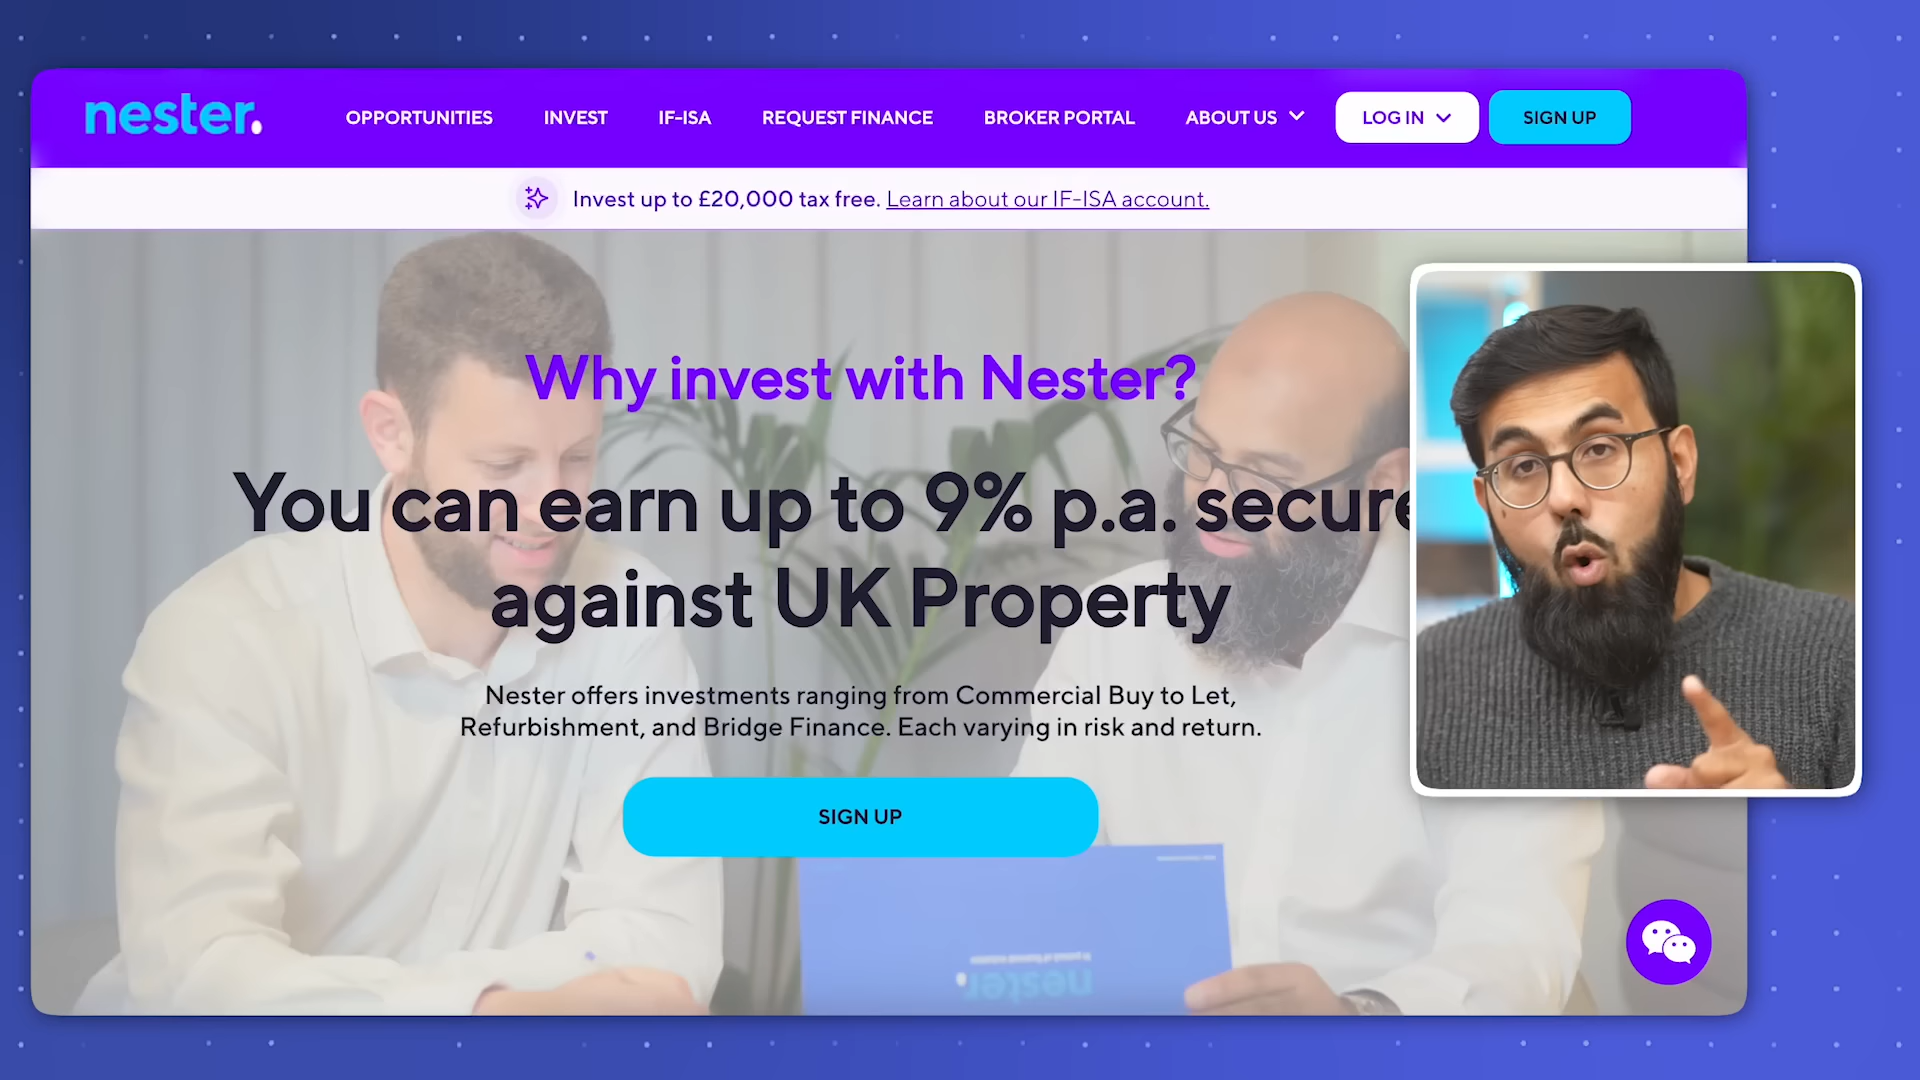 nester.
OPPORTUNITIES
INVEST
IF-ISA
REQUEST FINANCE
BROKER PORTAL
ABOUT US
LOG IN
SIGN UP
Invest up to £20,000 tax free. Learn about our IF-ISA account.
Why invest with Nester?
You can earn up to 9% p.a. secure
against UK Property
Nester offers investments ranging from Commercial Buy to Let,
Refurbishment, and Bridge Finance. Each varying in risk and return.
SIGN UP
nester.